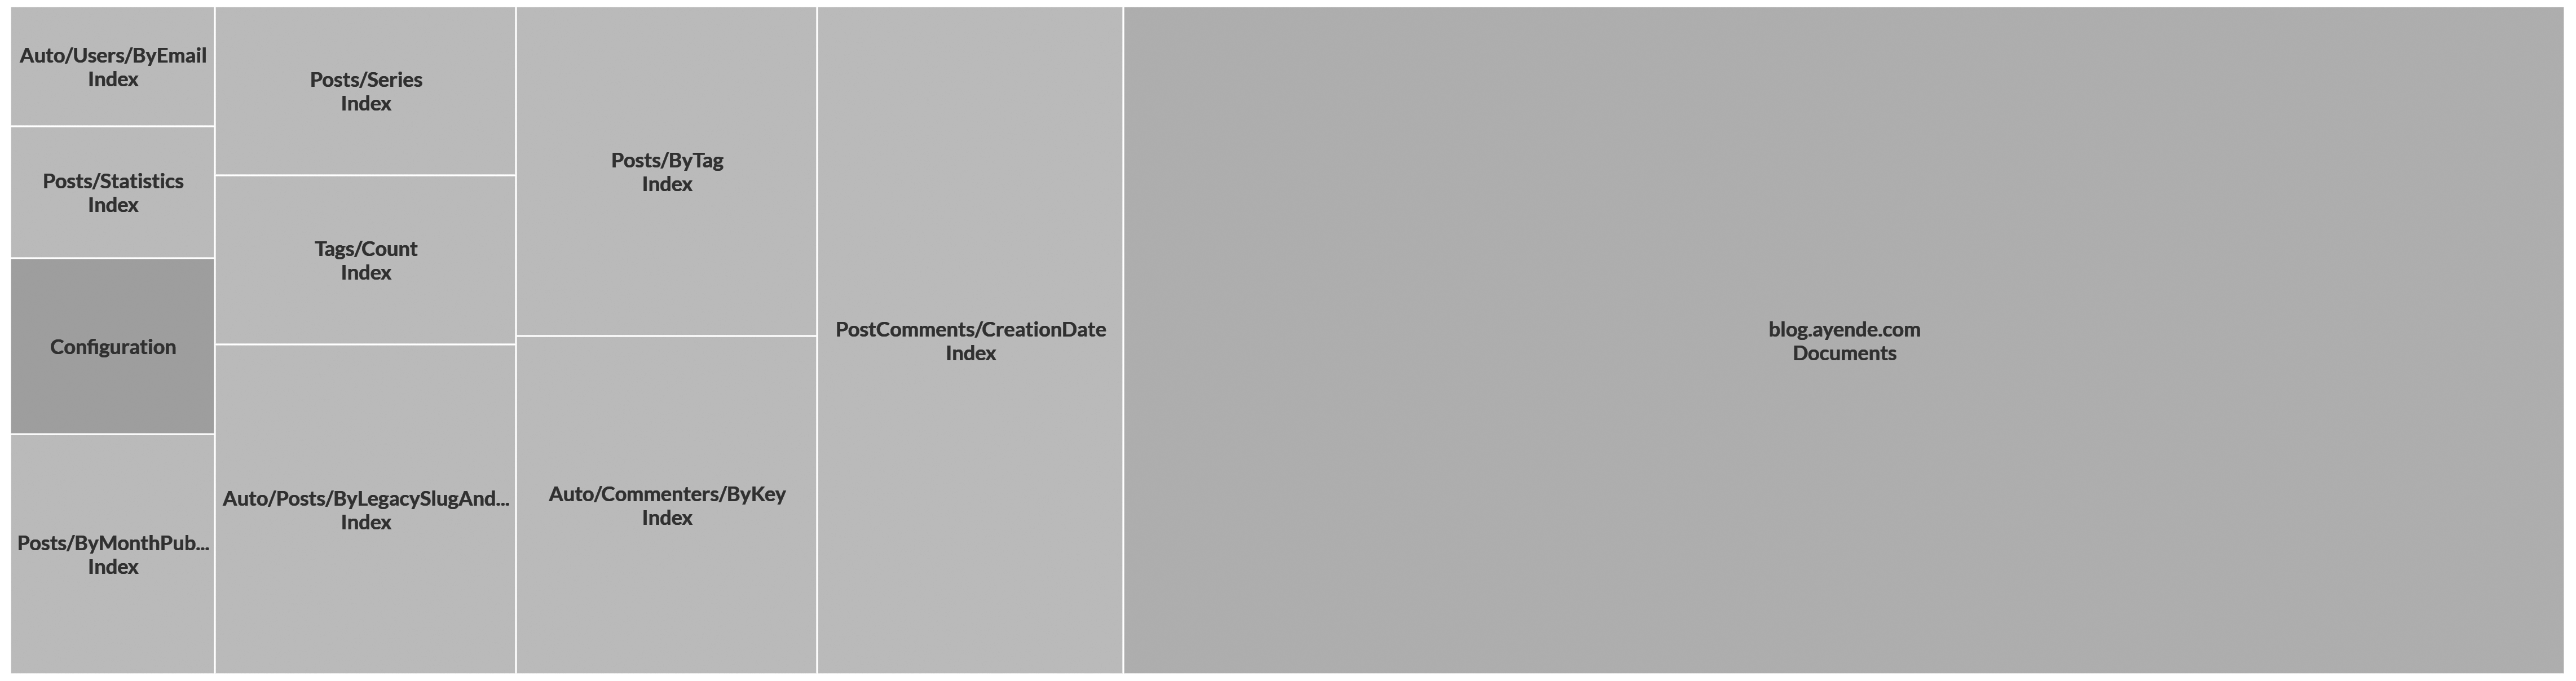 Auto/Users/ByEmail
Index
Posts/Statistics
Index
Configuration
Posts/ByMonthPub...
Index
Posts/Series
Index
Tags/Count
Index
Auto/Posts/ByLegacySlugAnd...
Index
Posts/ByTag
Index
Auto/Commenters/ByKey
Index
PostComments/CreationDate
Index
blog.ayende.com
Documents